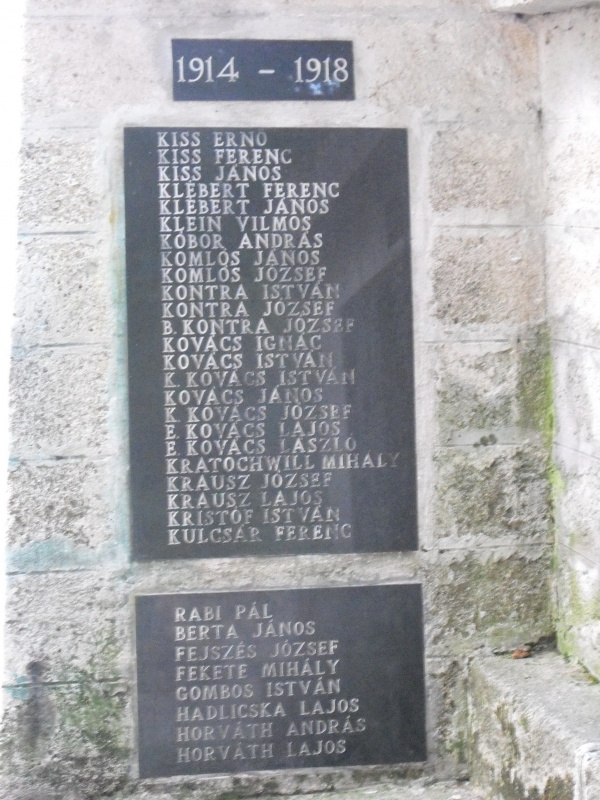 1914 - 1918
KISS ERNŐ
KISS FERENC
KISS JÁNOS
KLÉBERT FERENC
KLÉBERT JÁNOS
KLEIN VILMOS
KÓBOR ANDRÁS
KOMLÓS JÁNOS
KOMLÓS JÓZSEF
KONTRA ISTVÁN
KONTRA JÓZSEF
B. KONTRA JÓZSEF
KOVÁCS IGNÁC
KOVÁCS ISTVÁN
K. KOVÁCS ISTVÁN
KOVÁCS JÁNOS
K. KOVÁCS JÓZSEF
E. KOVÁCS LAJOS
E. KOVÁCS LÁSZLÓ
KRATOCHWILL MIHÁLY
KRAUSZ JÓZSEF
KRAUSZ LAJOS
KRISTÓF ISTVÁN
KULCSÁR FERENC
RABI PÁL
BERTA JÁNOS
FEJSZÉS JÓZSEF
FEKETE MIHÁLY
GOMBOS ISTVÁN
HADLICSKA LAJOS
HORVÁTH ANDRÁS
HORVÁTH LAJOS